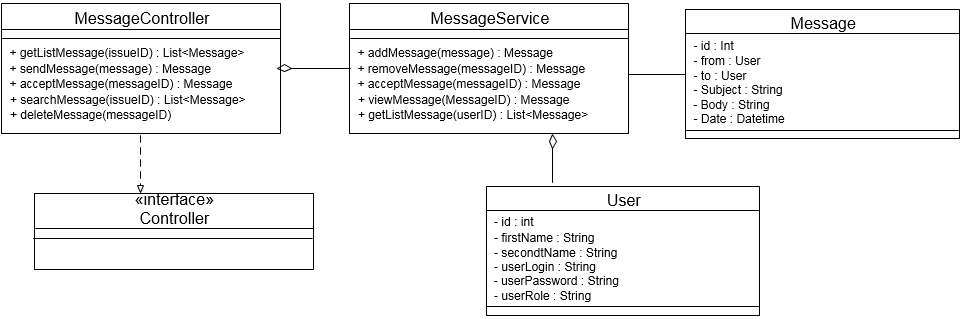 MessageController
+ getListMessage(issueID) : List<Message>
+ sendMessage(message) : Message
+ acceptMessage(messageID) : Message
+ searchMessage(issueID) : List<Message>
+ deleteMessage(messageID)
MessageService
+ addMessage(message) : Message
+ removeMessage(messageID) : Message
+ acceptMessage(messageID) : Message
+ viewMessage(MessageID) : Message
+ getListMessage(userID) : List<Message>
Message
- id : Int
- from : User
- to : User
- Subject : String
- Body : String
- Date : Datetime
«interface»
Controller
User
- id : int
- firstName : String
- secondtName : String
- userLogin : String
- userPassword : String
- userRole : String